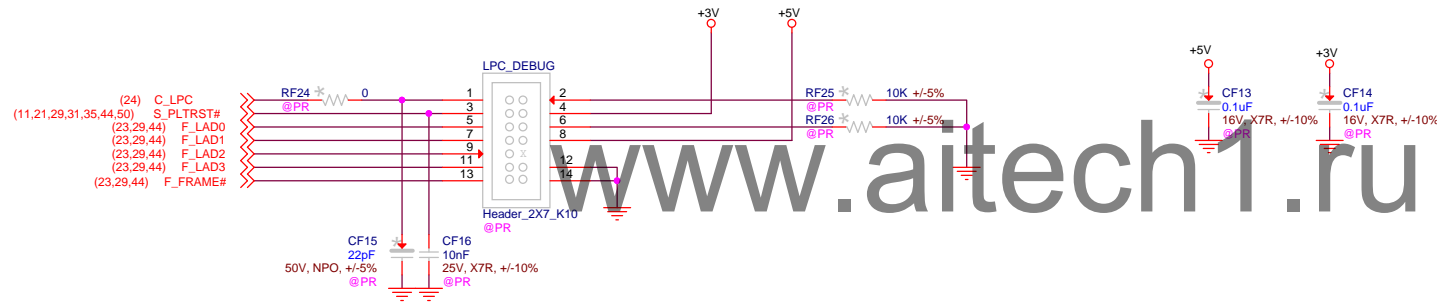 +3V
+5V
LPC_DEBUG
(24) C_LPC
RF24 * 0
@PR
1
2
(11,21,29,31,35,44,50) S_PLTRST#
3
4
(23,29,44) F_LAD0
5
6
(23,29,44) F_LAD1
7
8
(23,29,44) F_LAD2
9
X
(23,29,44) F_LAD3
11
12
(23,29,44) F_FRAME#
13
14
Header_2X7_K10
@PR
RF25 * 10K +/-5%
@PR
RF26 * 10K +/-5%
@PR
+5V
*
CF13
0.1uF
16V, X7R, +/-10%
@PR
+3V
*
CF14
0.1uF
16V, X7R, +/-10%
@PR
*
CF15
22pF
50V, NPO, +/-5%
@PR
CF16
10nF
25V, X7R, +/-10%
@PR
www.aitech1.ru